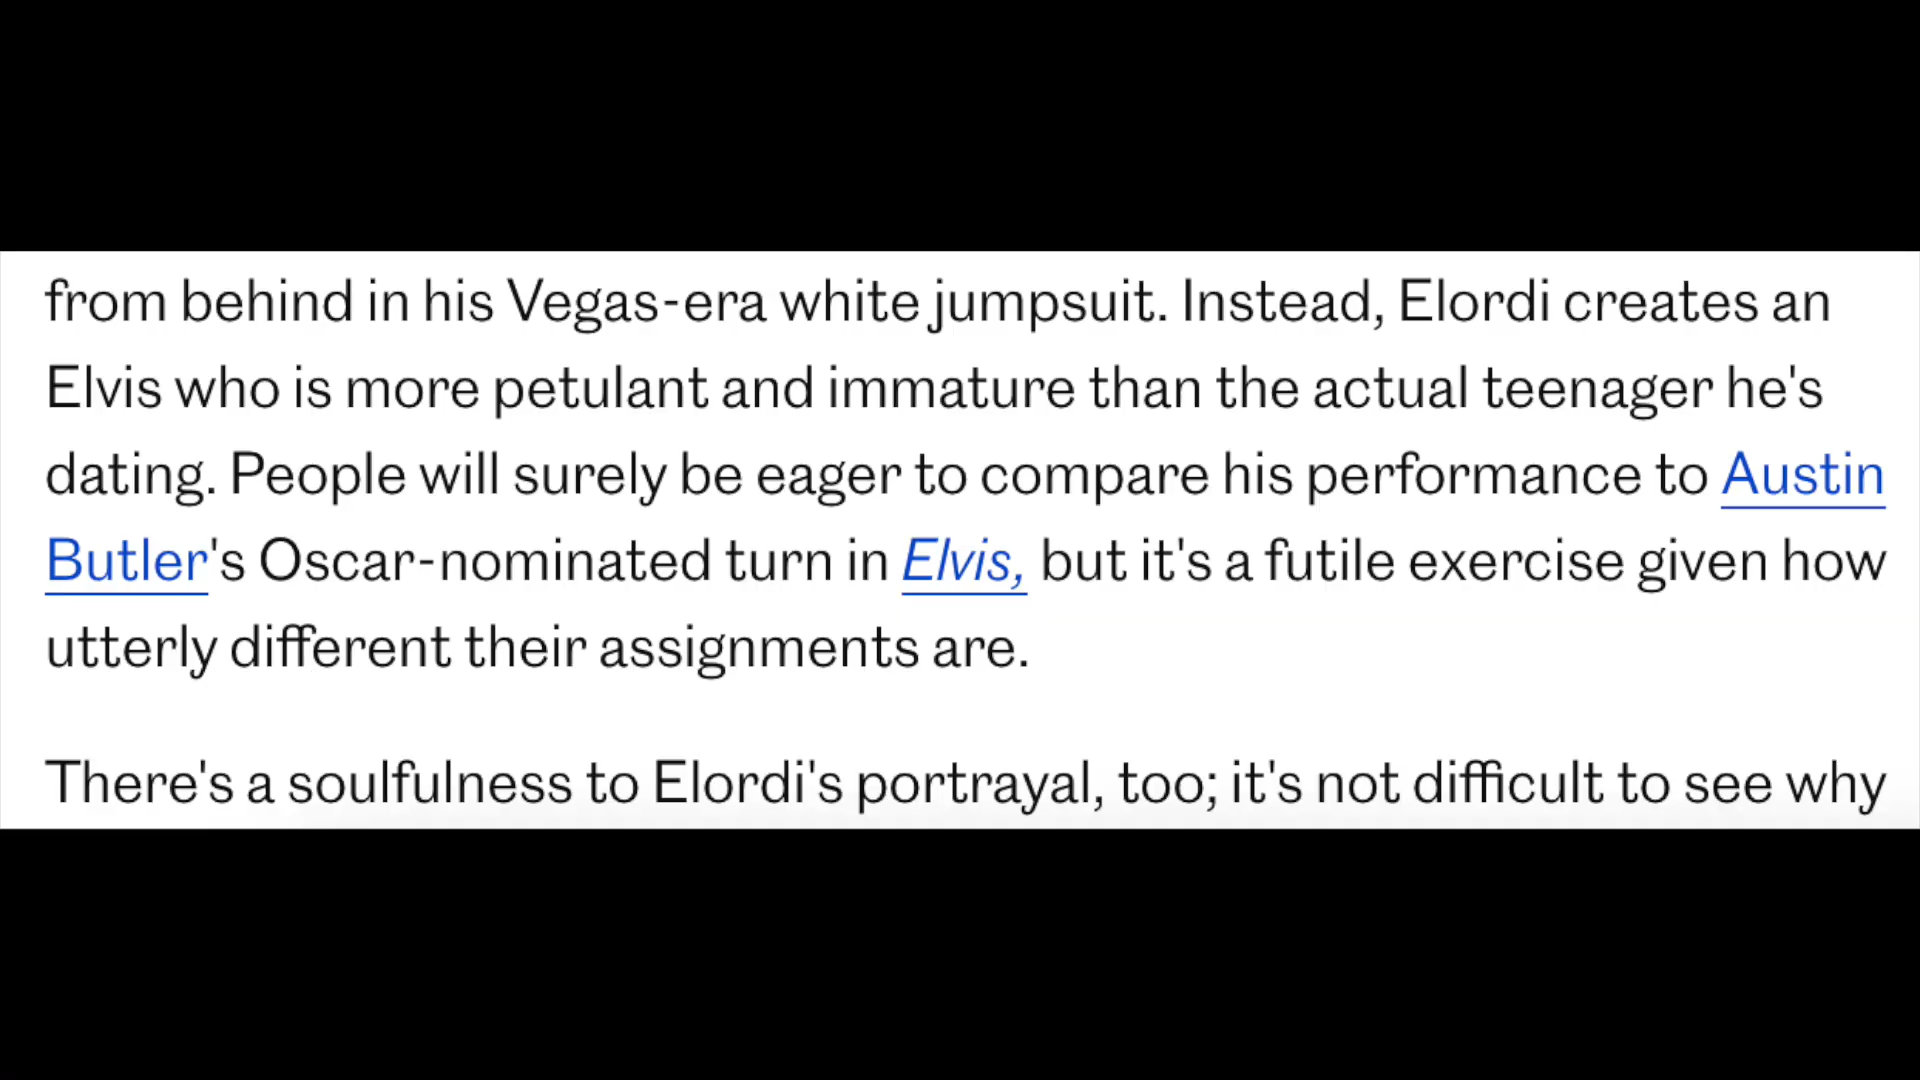 from behind in his Vegas-era white jumpsuit. Instead, Elordi creates an
Elvis who is more petulant and immature than the actual teenager he's
dating. People will surely be eager to compare his performance to Austin
Butler's Oscar-nominated turn in Elvis, but it's a futile exercise given how
utterly different their assignments are.
There's a soulfulness to Elordi's portrayal, too; it's not difficult to see why